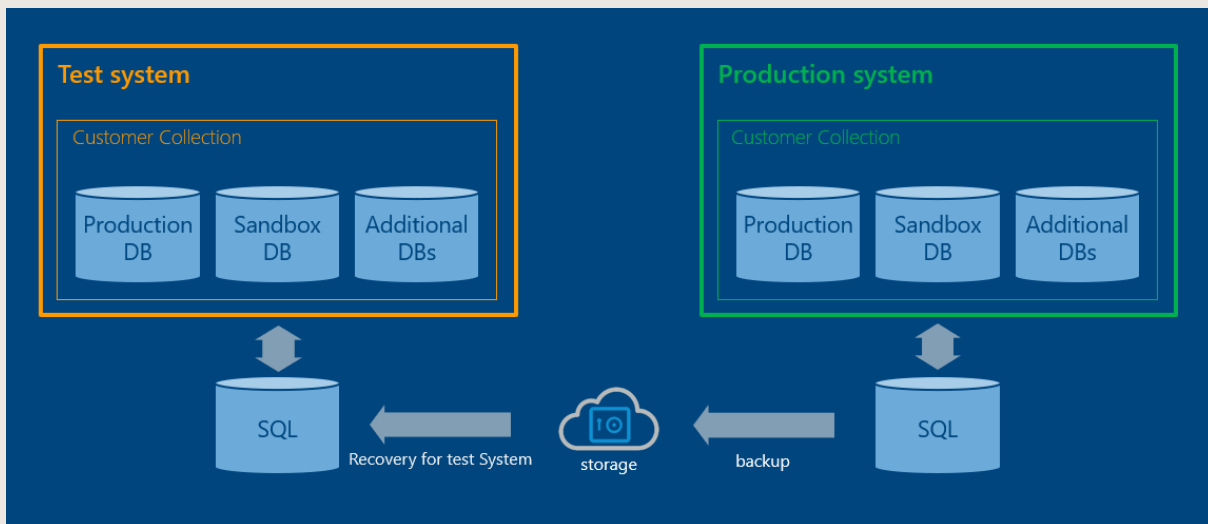 Test system
Customer Collection
Production
DB
Sandbox
DB
Additional
DBs
Production system
Customer Collection
Production
DB
Sandbox
DB
Additional
DBs
SQL
Recovery for test System
storage
backup
SQL